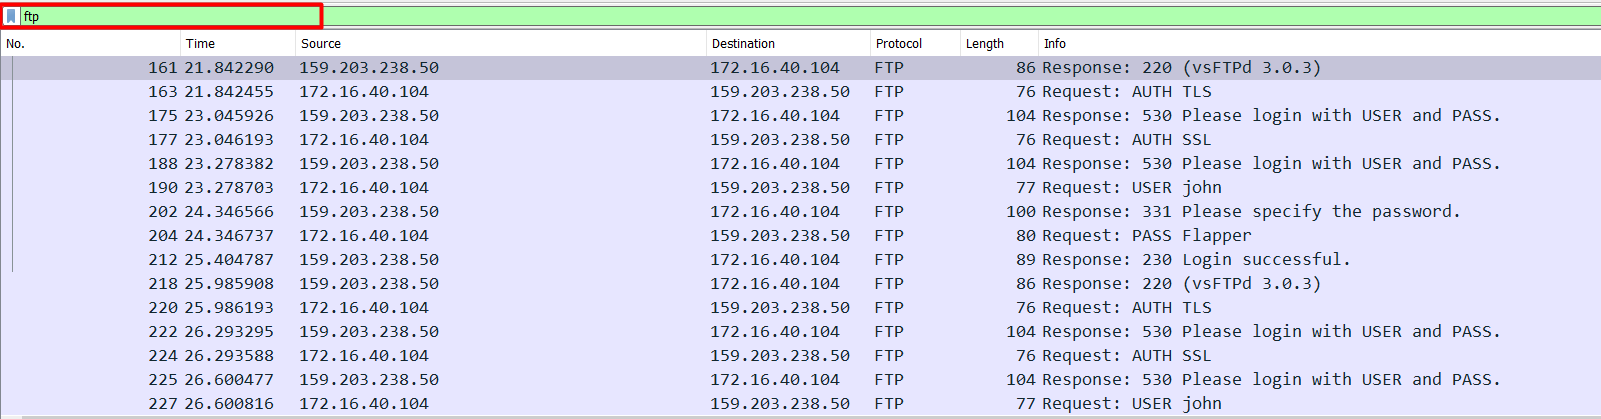 ftp
No. Time Source Destination Protocol Length Info
161 21.842290 159.203.238.50 172.16.40.104 FTP 86 Response: 220 (vsFTPd 3.0.3)
163 21.842455 172.16.40.104 159.203.238.50 FTP 76 Request: AUTH TLS
175 23.045926 159.203.238.50 172.16.40.104 FTP 104 Response: 530 Please login with USER and PASS.
177 23.046193 172.16.40.104 159.203.238.50 FTP 76 Request: AUTH SSL
188 23.278382 159.203.238.50 172.16.40.104 FTP 104 Response: 530 Please login with USER and PASS.
190 23.278703 172.16.40.104 159.203.238.50 FTP 77 Request: USER john
202 24.346566 159.203.238.50 172.16.40.104 FTP 100 Response: 331 Please specify the password.
204 24.346737 172.16.40.104 159.203.238.50 FTP 80 Request: PASS Flapper
212 25.404787 159.203.238.50 172.16.40.104 FTP 89 Response: 230 Login successful.
218 25.985908 159.203.238.50 172.16.40.104 FTP 86 Response: 220 (vsFTPd 3.0.3)
220 25.986193 172.16.40.104 159.203.238.50 FTP 76 Request: AUTH TLS
222 26.293295 159.203.238.50 172.16.40.104 FTP 104 Response: 530 Please login with USER and PASS.
224 26.293588 172.16.40.104 159.203.238.50 FTP 76 Request: AUTH SSL
225 26.600477 159.203.238.50 172.16.40.104 FTP 104 Response: 530 Please login with USER and PASS.
227 26.600816 172.16.40.104 159.203.238.50 FTP 77 Request: USER john